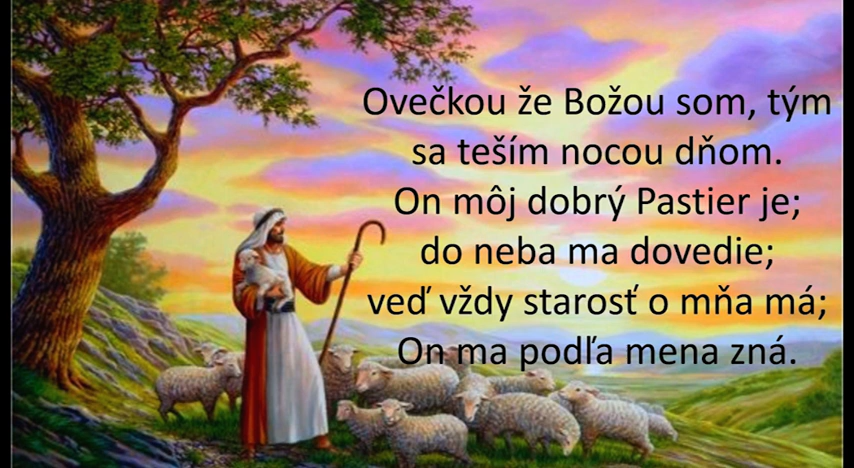 Ovečkou že Božou som, tým
sa teším nocou dňom.
On môj dobrý Pastier je;
do neba ma dovedie;
veď vždy starosť o mňa má;
On ma podľa mena zná.